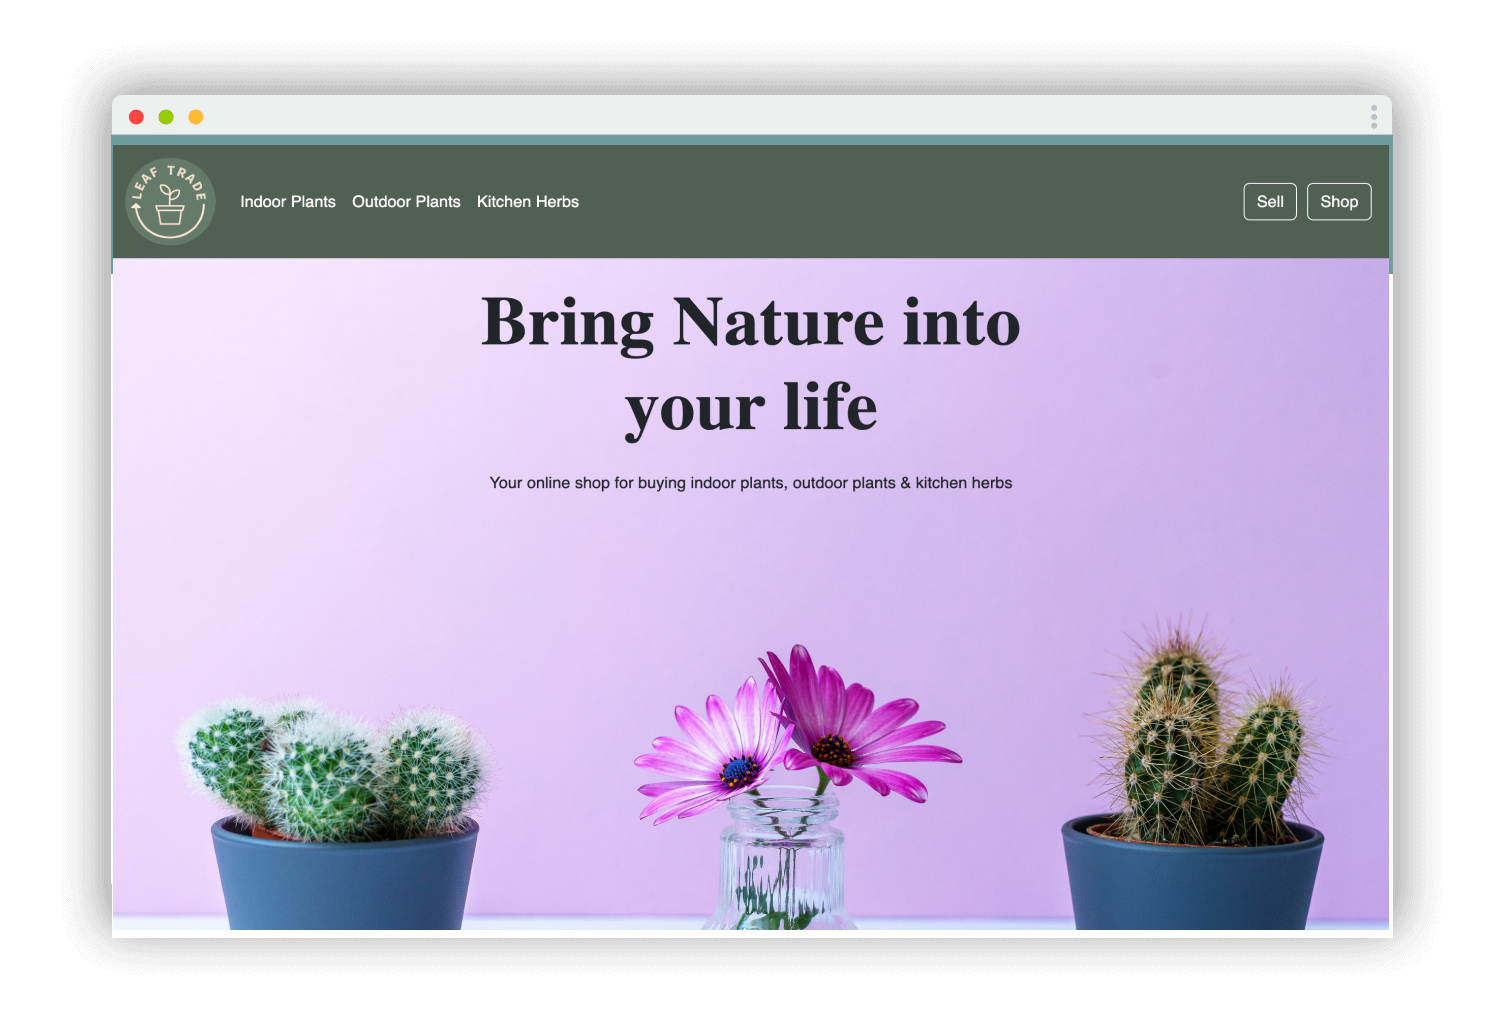 LEAF TRADE
Indoor Plants Outdoor Plants Kitchen Herbs
Sell Shop
Bring Nature into
your life
Your online shop for buying indoor plants, outdoor plants & kitchen herbs